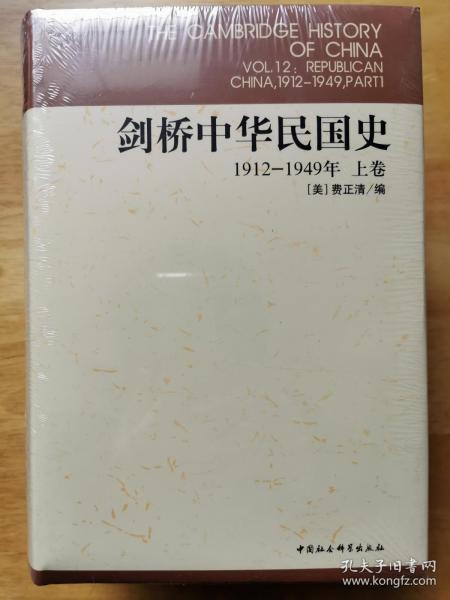 THE CAMBRIDGE HISTORY
OF CHINA
VOL.12: REPUBLICAN
CHINA,1912-1949,PART1
剑桥中华民国史
1912-1949年 上卷
[美]费正清/编
中国社会科学出版社
孔夫子旧书网
www.kongfz.com